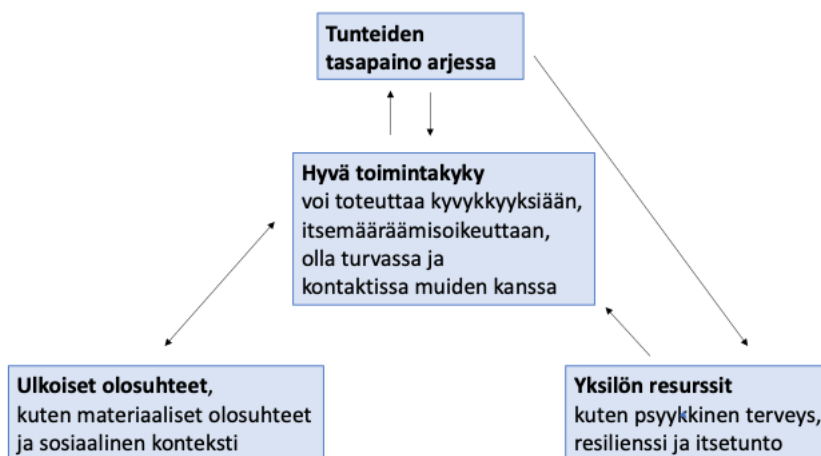 Tunteiden
tasapaino arjessa
Hyvä toimintakyky
voi toteuttaa kyvykkyyksiään,
itsemääräämisoikeuttaan,
olla turvassa ja
kontaktissa muiden kanssa
Ulkoiset olosuhteet,
kuten materiaaliset olosuhteet
ja sosiaalinen konteksti
Yksilön resurssit
kuten psyykkinen terveys,
resilienssi ja itsetunto